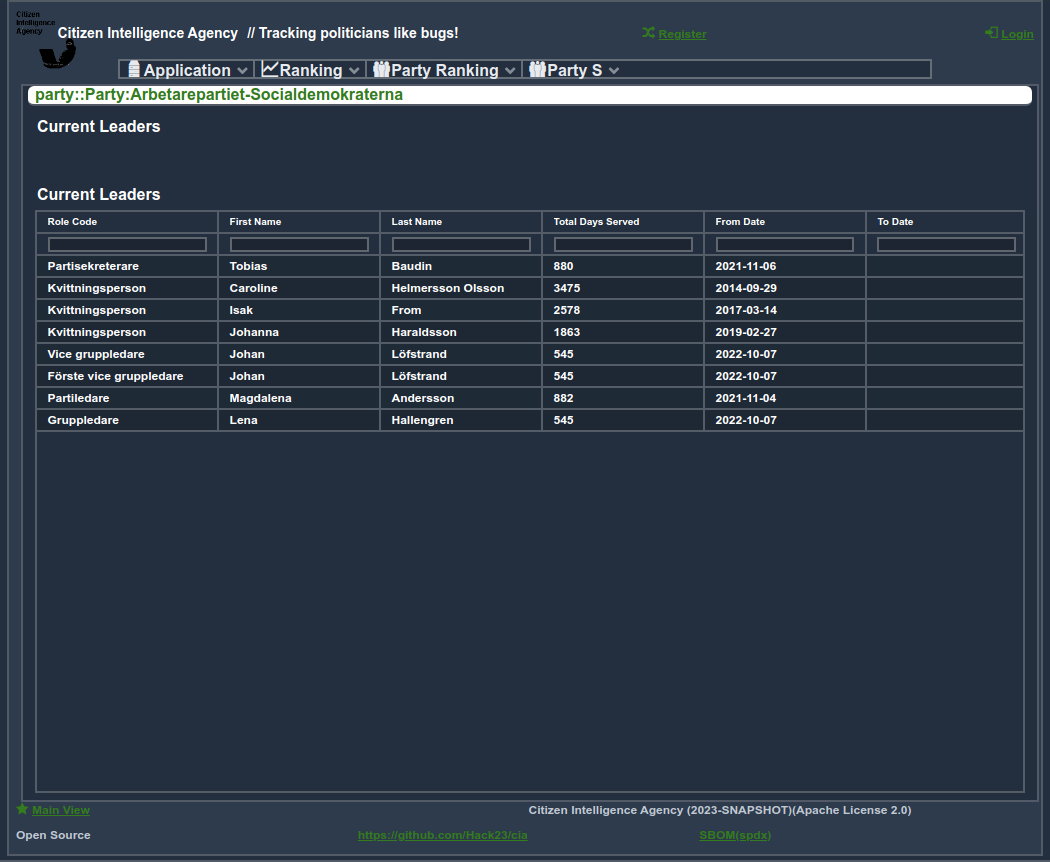 Citizen
Intelligence
Agency
Citizen Intelligence Agency // Tracking politicians like bugs!
Register
Login
Application Ranking Party Ranking Party S
party::Party:Arbetarepartiet-Socialdemokraterna
Current Leaders
Current Leaders
Role Code First Name Last Name Total Days Served From Date To Date
Partisekreterare Tobias Baudin 880 2021-11-06
Kvittningsperson Caroline Helmersson Olsson 3475 2014-09-29
Kvittningsperson Isak From 2578 2017-03-14
Kvittningsperson Johanna Haraldsson 1863 2019-02-27
Vice gruppledare Johan Löfstrand 545 2022-10-07
Förste vice gruppledare Johan Löfstrand 545 2022-10-07
Partiledare Magdalena Andersson 882 2021-11-04
Gruppledare Lena Hallengren 545 2022-10-07
Main View Citizen Intelligence Agency (2023-SNAPSHOT)(Apache License 2.0)
Open Source https://github.com/Hack23/cia SBOM(spdx)